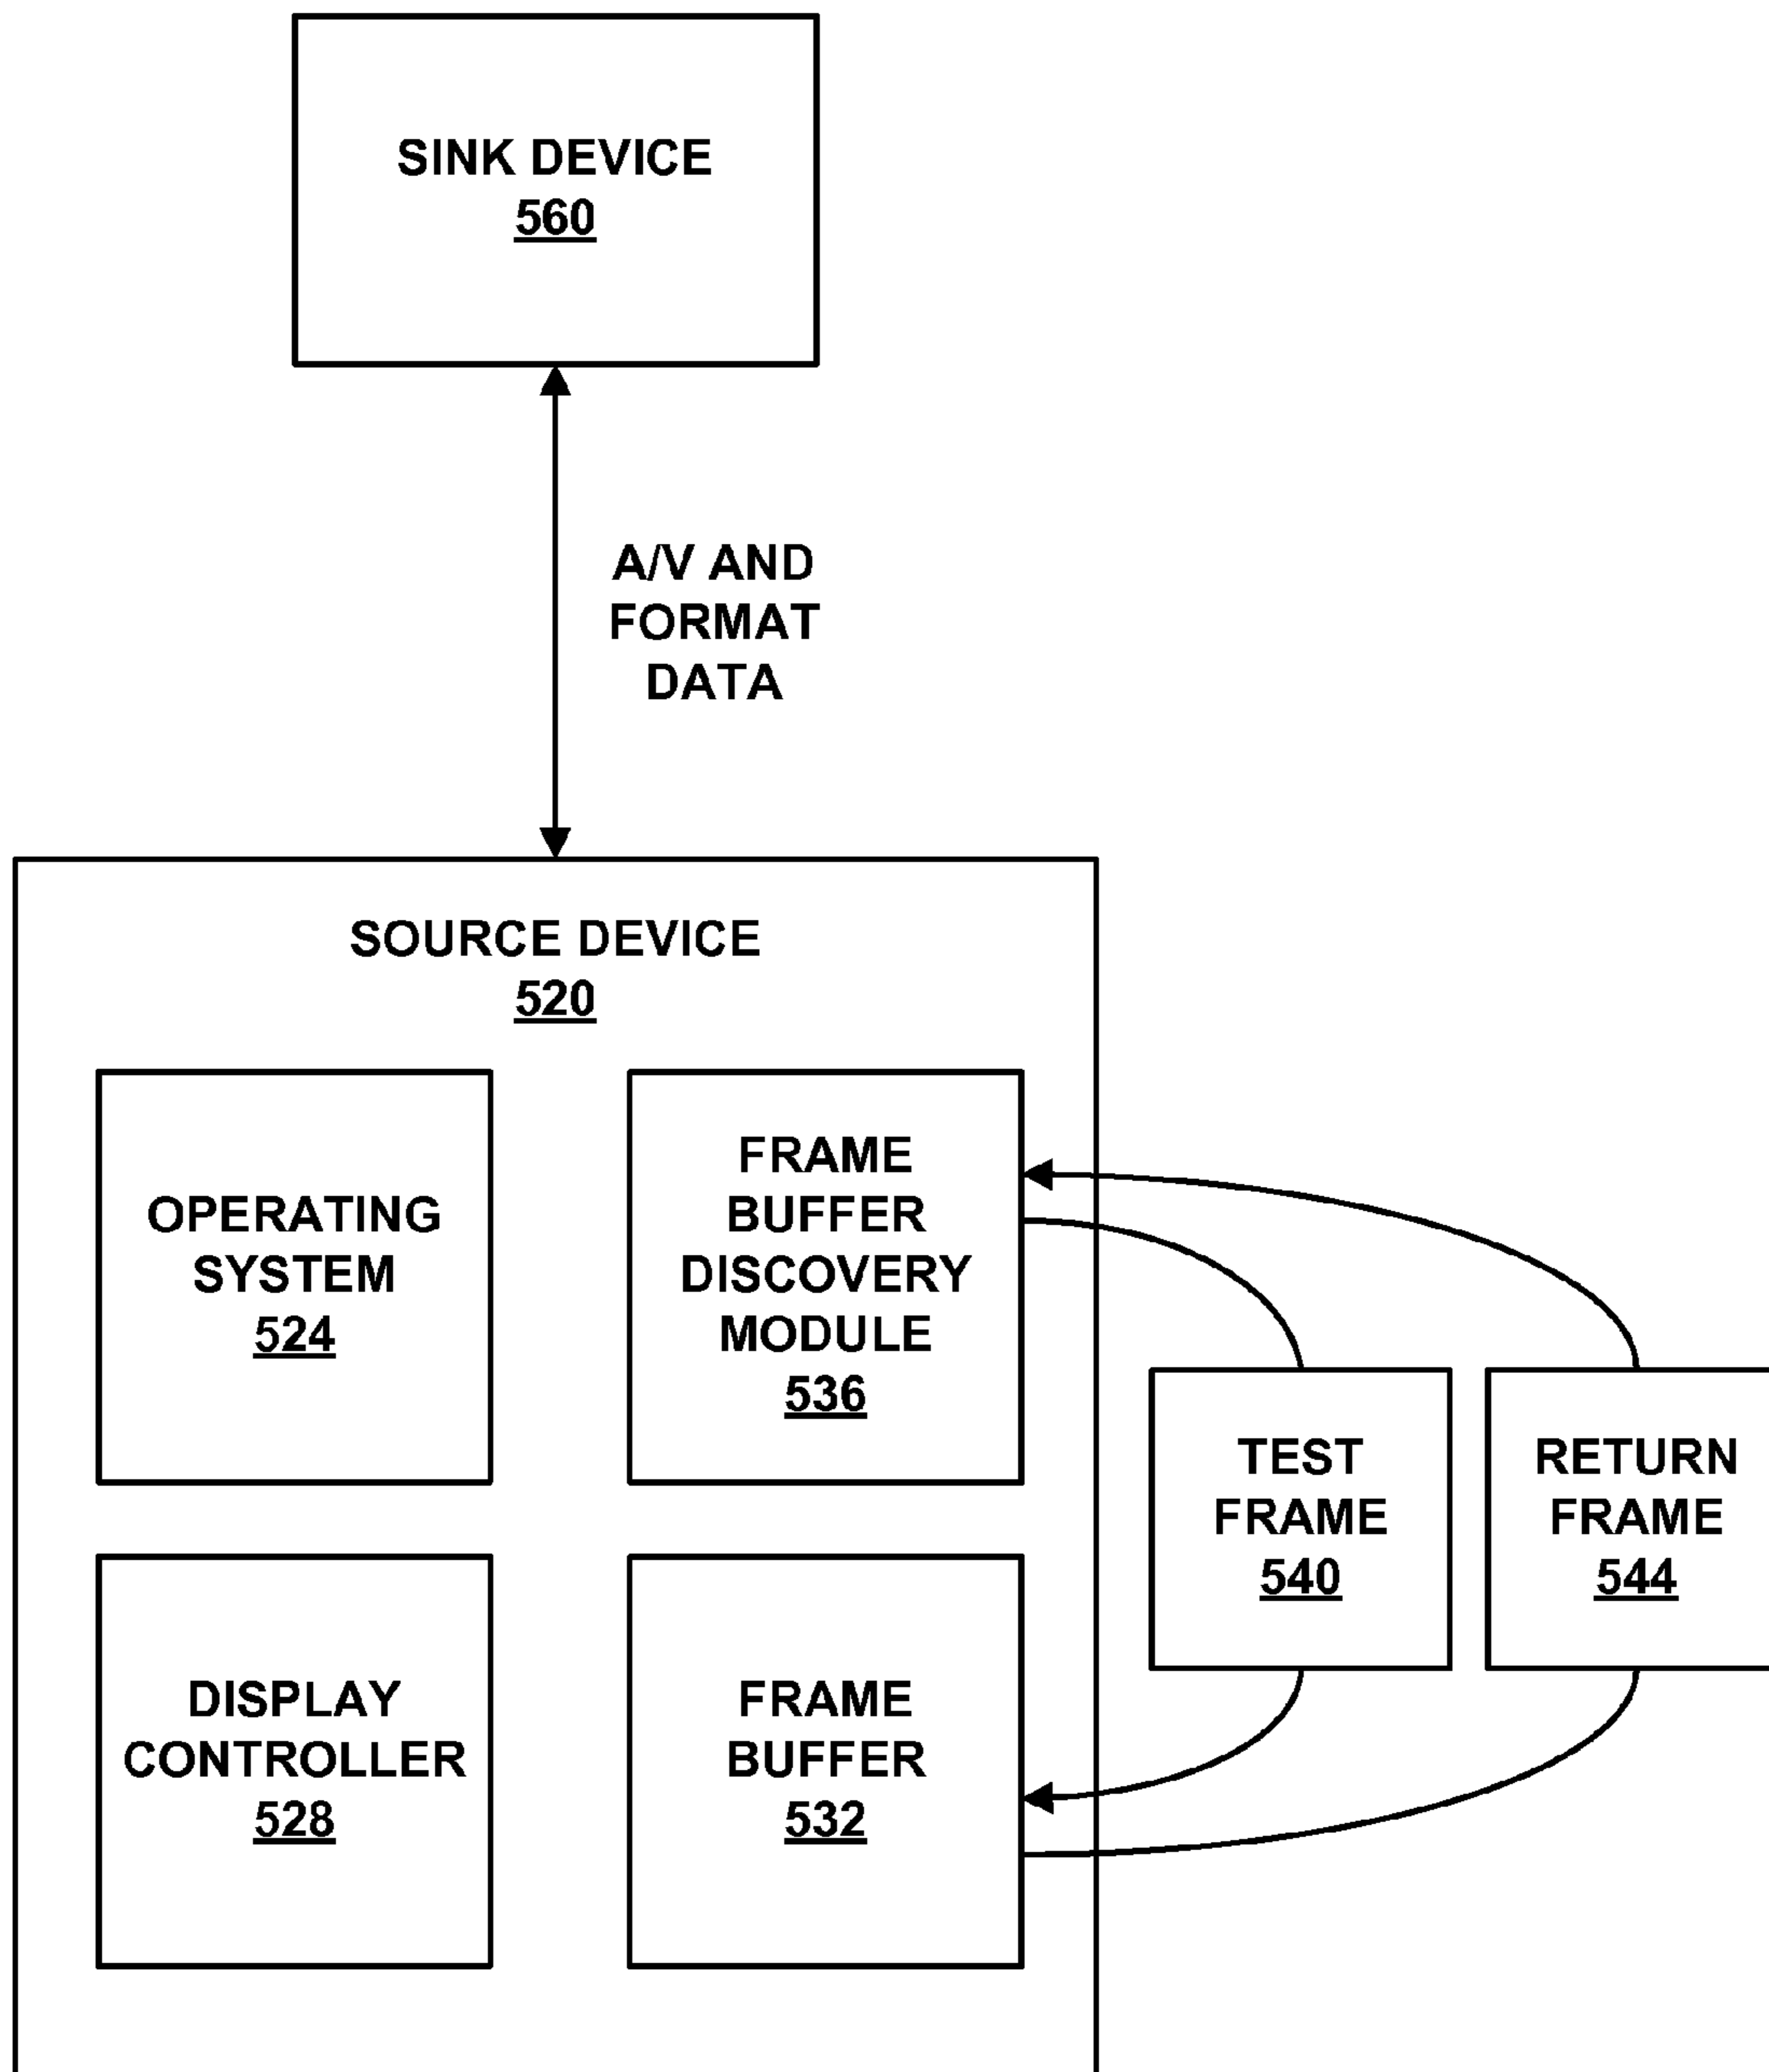 SINK DEVICE
560
A/V AND
FORMAT
DATA
SOURCE DEVICE
520
OPERATING
SYSTEM
524
FRAME
BUFFER
DISCOVERY
MODULE
536
TEST
FRAME
540
RETURN
FRAME
544
DISPLAY
CONTROLLER
528
FRAME
BUFFER
532